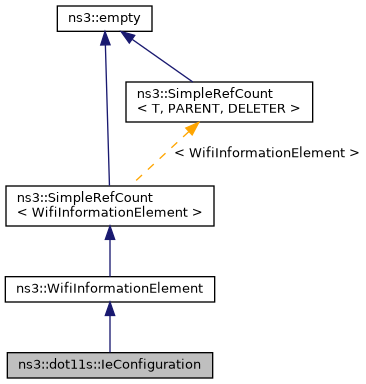 ns3::empty
ns3::SimpleRefCount
< T, PARENT, DELETER >
< WifiInformationElement >
ns3::SimpleRefCount
< WifiInformationElement >
ns3::WifiInformationElement
ns3::dot11s::IeConfiguration